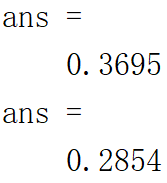 ans =
0.3695
ans =
0.2854